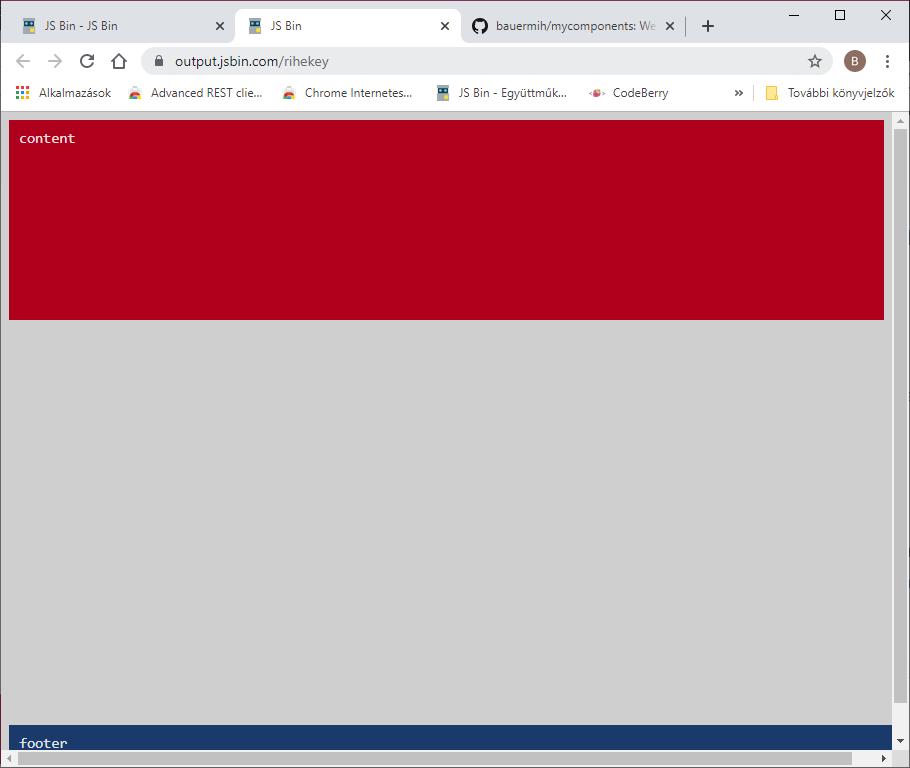 JS Bin - JS Bin
JS Bin
bauermih/mycomponents: We
output.jsbin.com/rihekey
B
Alkalmazások
Advanced REST clie...
Chrome Internetes...
JS Bin - Együttműk...
CodeBerry
»
További könyvjelzők
content
footer